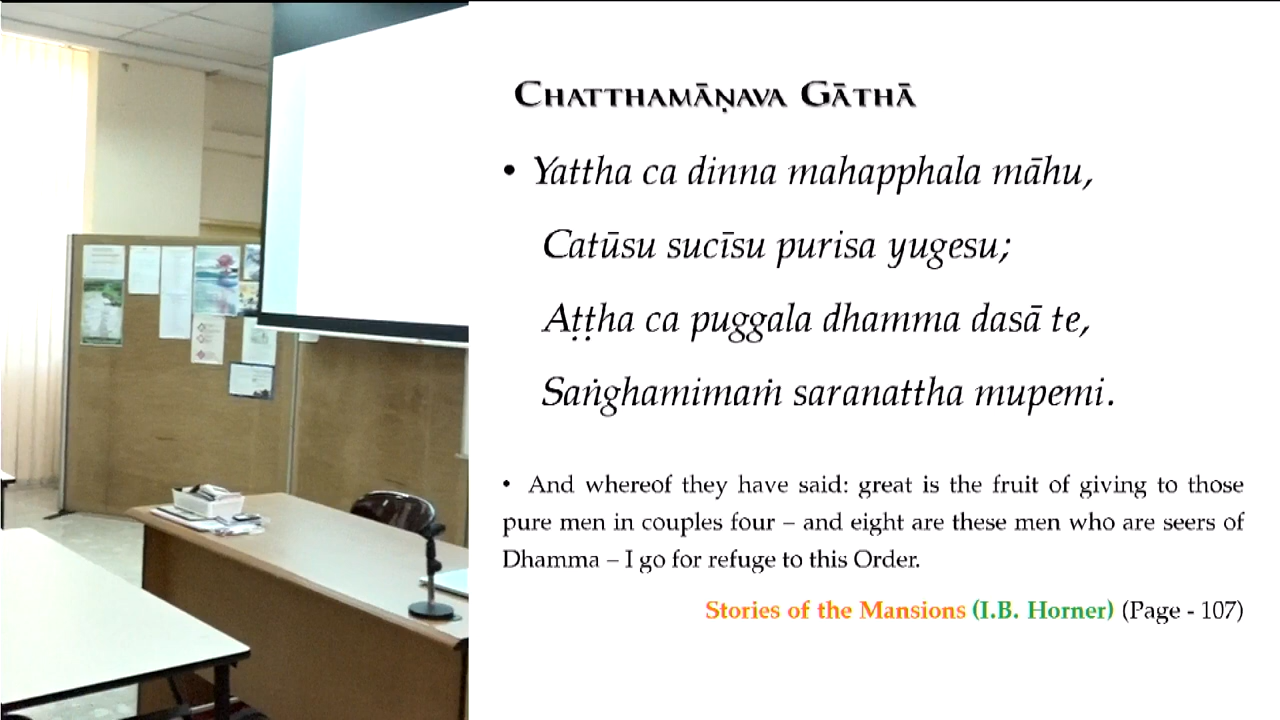 Chatthamāṇava Gāthā
• Yattha ca dinna mahapphala māhu,
Catūsu sucīsu purisa yugesu;
Aṭṭha ca puggala dhamma dasā te,
Saṅghamimaṁ saranattha mupemi.
• And whereof they have said: great is the fruit of giving to those
pure men in couples four – and eight are these men who are seers of
Dhamma – I go for refuge to this Order.
Stories of the Mansions (I.B. Horner) (Page - 107)